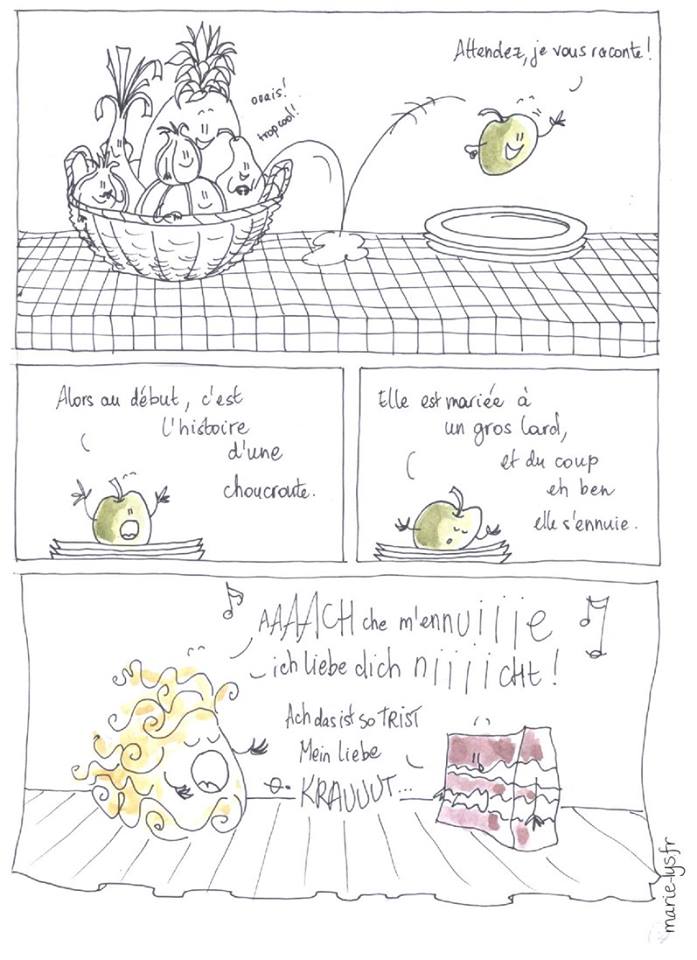 Attendez, je vous raconte!
ouais!
trop cool!
Alors au début, c'est
l'histoire
d'une
choucroute.
Elle est mariée à
un gros lard,
et du coup
eh ben
elle s'ennuie.
AAAACH che m'ennuiiiie
ich liebe dich niiiicht!
Ach das ist so TRIST
Mein liebe
KRAUUUT...
marie-lys.fr